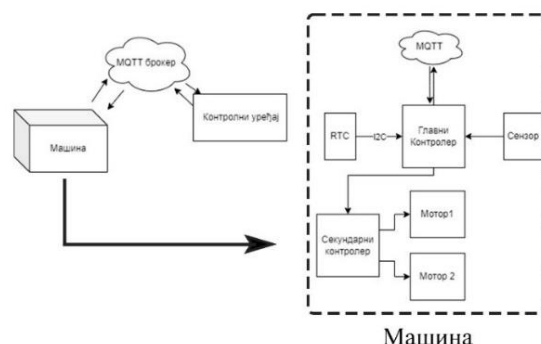 MQTT брокер
Контролни уређај
Машина
MQTT
RTC
I2C
Главни
Контролер
Сензор
Секундарни
контролер
Мотор1
Мотор 2
Машина